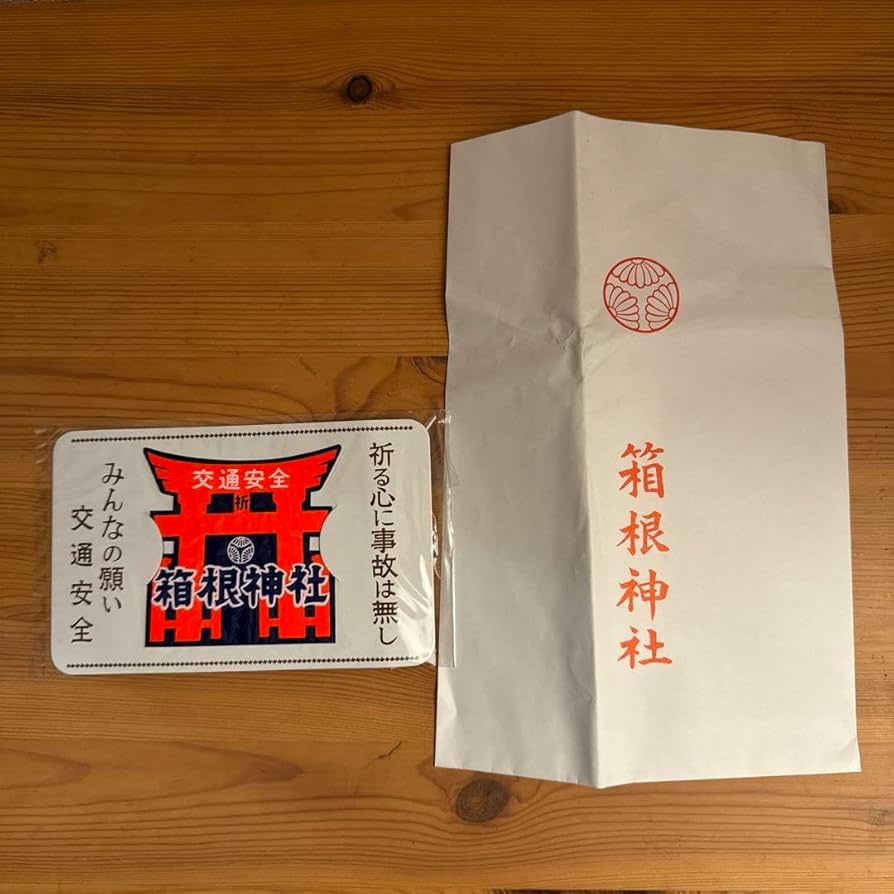 祈る心に事故は無し
交通安全
祈
箱根神社
みんなの願い
交通安全
箱根神社